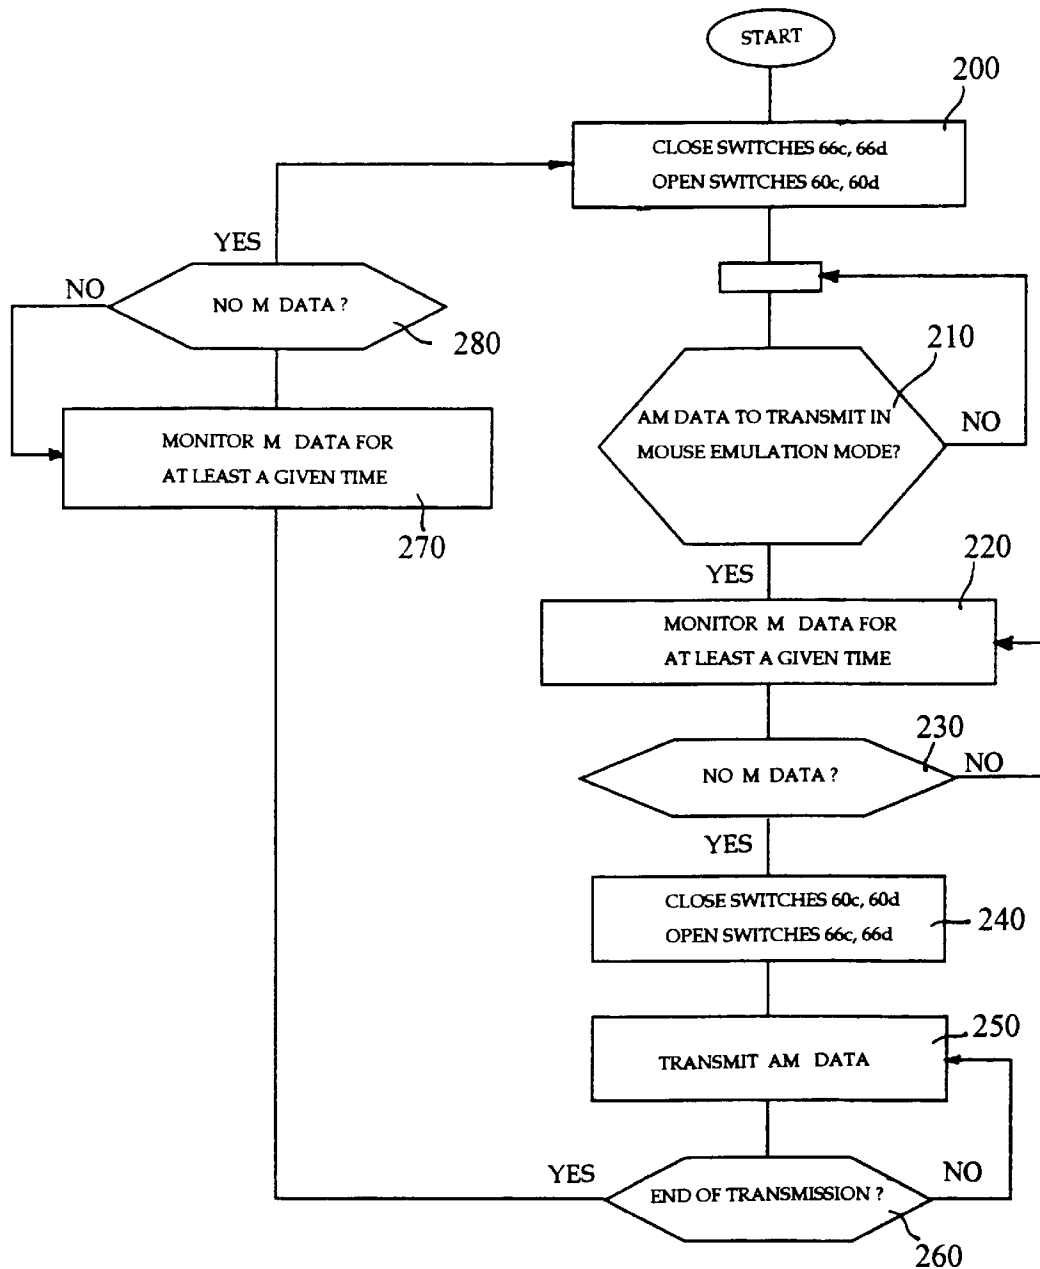 START
200
CLOSE SWITCHES 66c, 66d
OPEN SWITCHES 60c, 60d
YES
NO
NO M DATA ?
280
210
AM DATA TO TRANSMIT IN
MOUSE EMULATION MODE?
NO
MONITOR M DATA FOR
AT LEAST A GIVEN TIME
270
YES
220
MONITOR M DATA FOR
AT LEAST A GIVEN TIME
230
NO M DATA ?
NO
YES
CLOSE SWITCHES 60c, 60d
OPEN SWITCHES 66c, 66d
240
250
TRANSMIT AM DATA
YES
END OF TRANSMISSION ?
NO
260